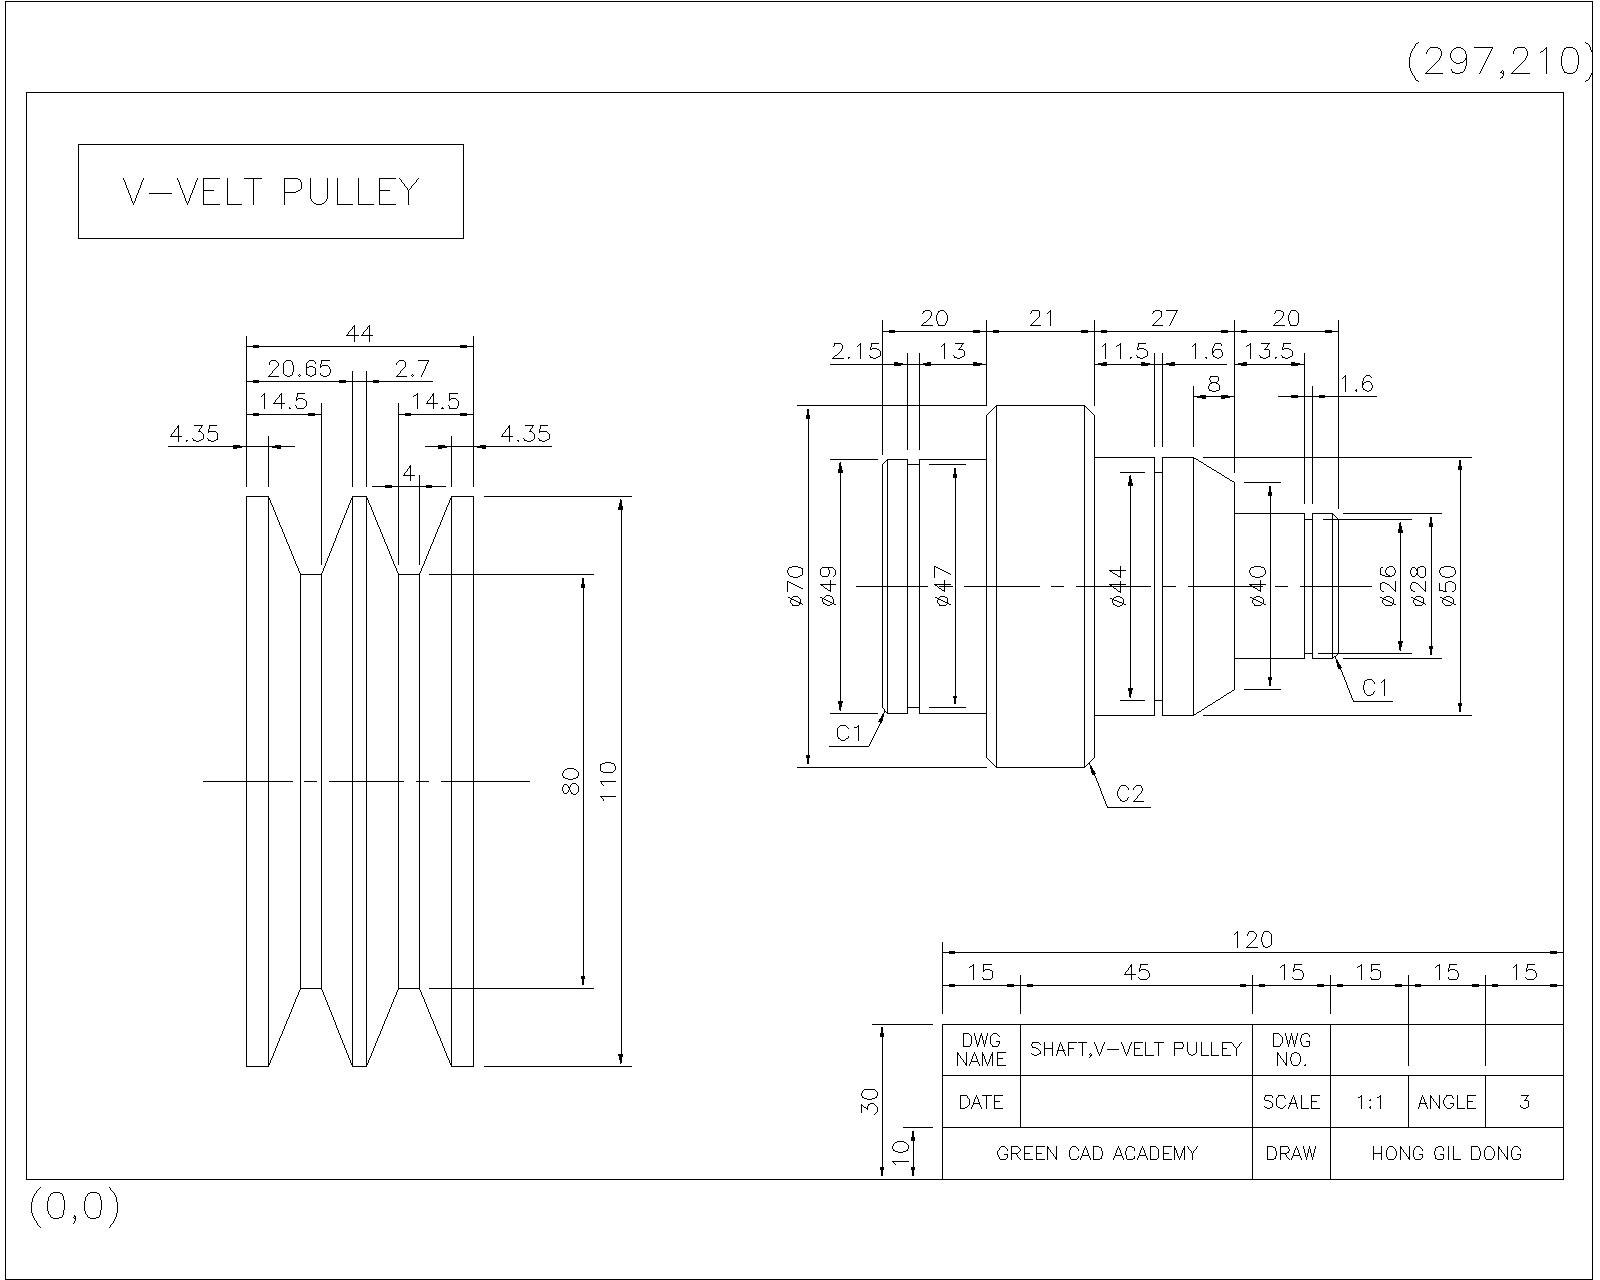 (297,210)
V-VELT PULLEY
44
20.65 2.7
14.5 14.5
4.35 4.35
4
80
110
20 21 27 20
2.15 13 11.5 1.6 13.5
8 1.6
ø70
ø49
ø47
ø44
ø40
ø26
ø28
ø50
C1
C1
C2
120
15 45 15 15 15 15
30
10
DWG NAME
SHAFT,V-VELT PULLEY
DWG NO.
DATE SCALE 1:1 ANGLE 3
GREEN CAD ACADEMY DRAW HONG GIL DONG
(0,0)